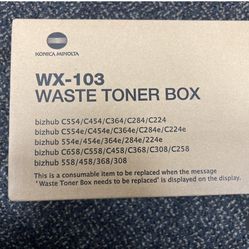 KONICA MINOLTA
WX-103
WASTE TONER BOX
bizhub C554/C454/C364/C284/C224
bizhub C554e/C454e/C364e/C284e/C224e
bizhub 554e/454e/364e/284e/224e
bizhub C658/C558/C458/C368/C308/C258
bizhub 558/458/368/308
This is a consumable item to be replaced when the message
'Waste Toner Box needs to be replaced' is displayed on the display.